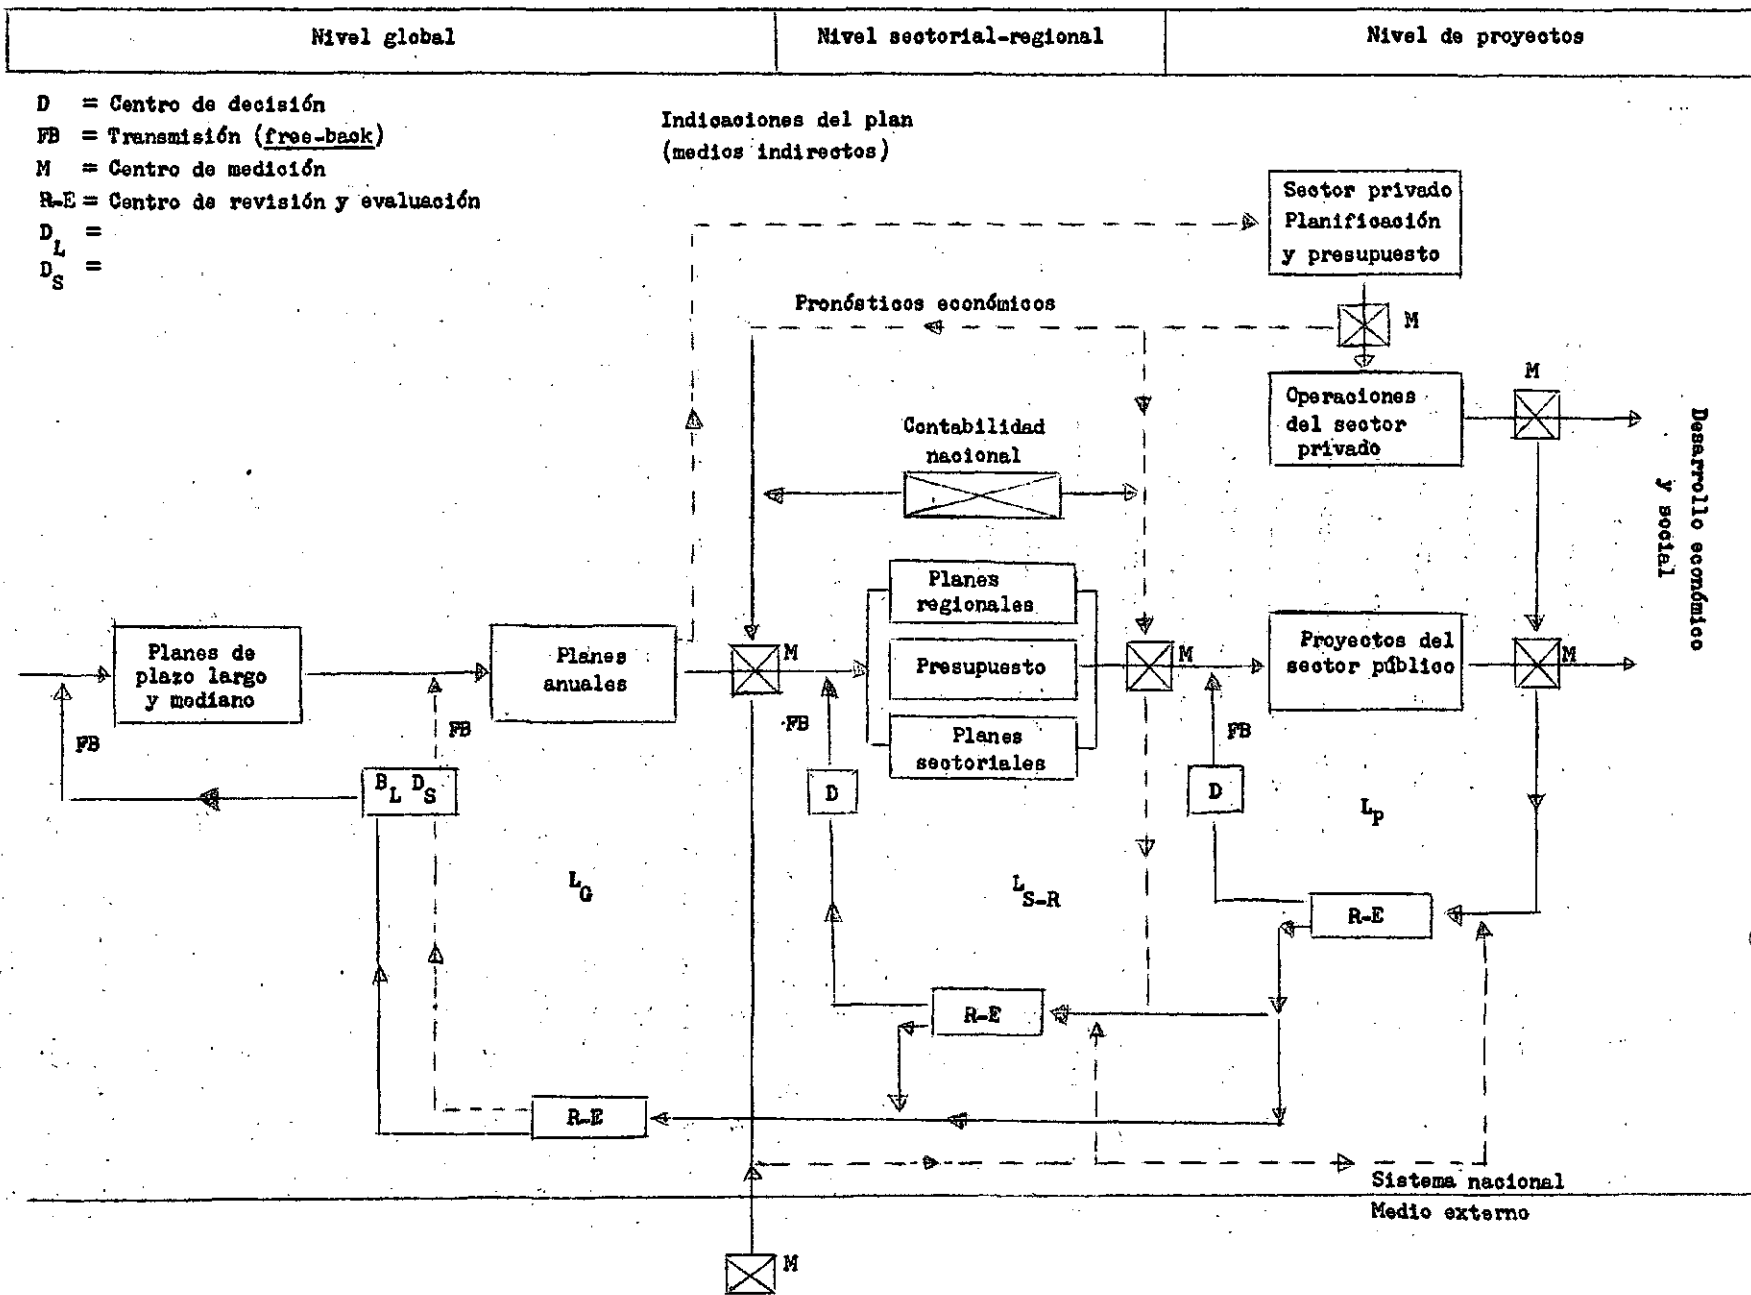 Nivel global
Nivel sectorial-regional
Nivel de proyectos
D = Centro de decisión
FB = Transmisión (free-back)
M = Centro de medición
R-E = Centro de revisión y evaluación
D_L =
D_S =
Indicaciones del plan
(medios indirectos)
Sector privado
Planificación
y presupuesto
Pronósticos económicos
M
M
Operaciones
del sector
privado
Contabilidad
nacional
Desarrollo económico
y social
Planes
regionales
Planes de
plazo largo
y mediano
Planes
anuales
M
Presupuesto
M
Proyectos del
sector público
M
FB
FB
FB
Planes
sectoriales
FB
B_L D_S
D
D
L_P
L_G
L_S-R
R-E
R-E
R-E
Sistema nacional
Medio externo
M